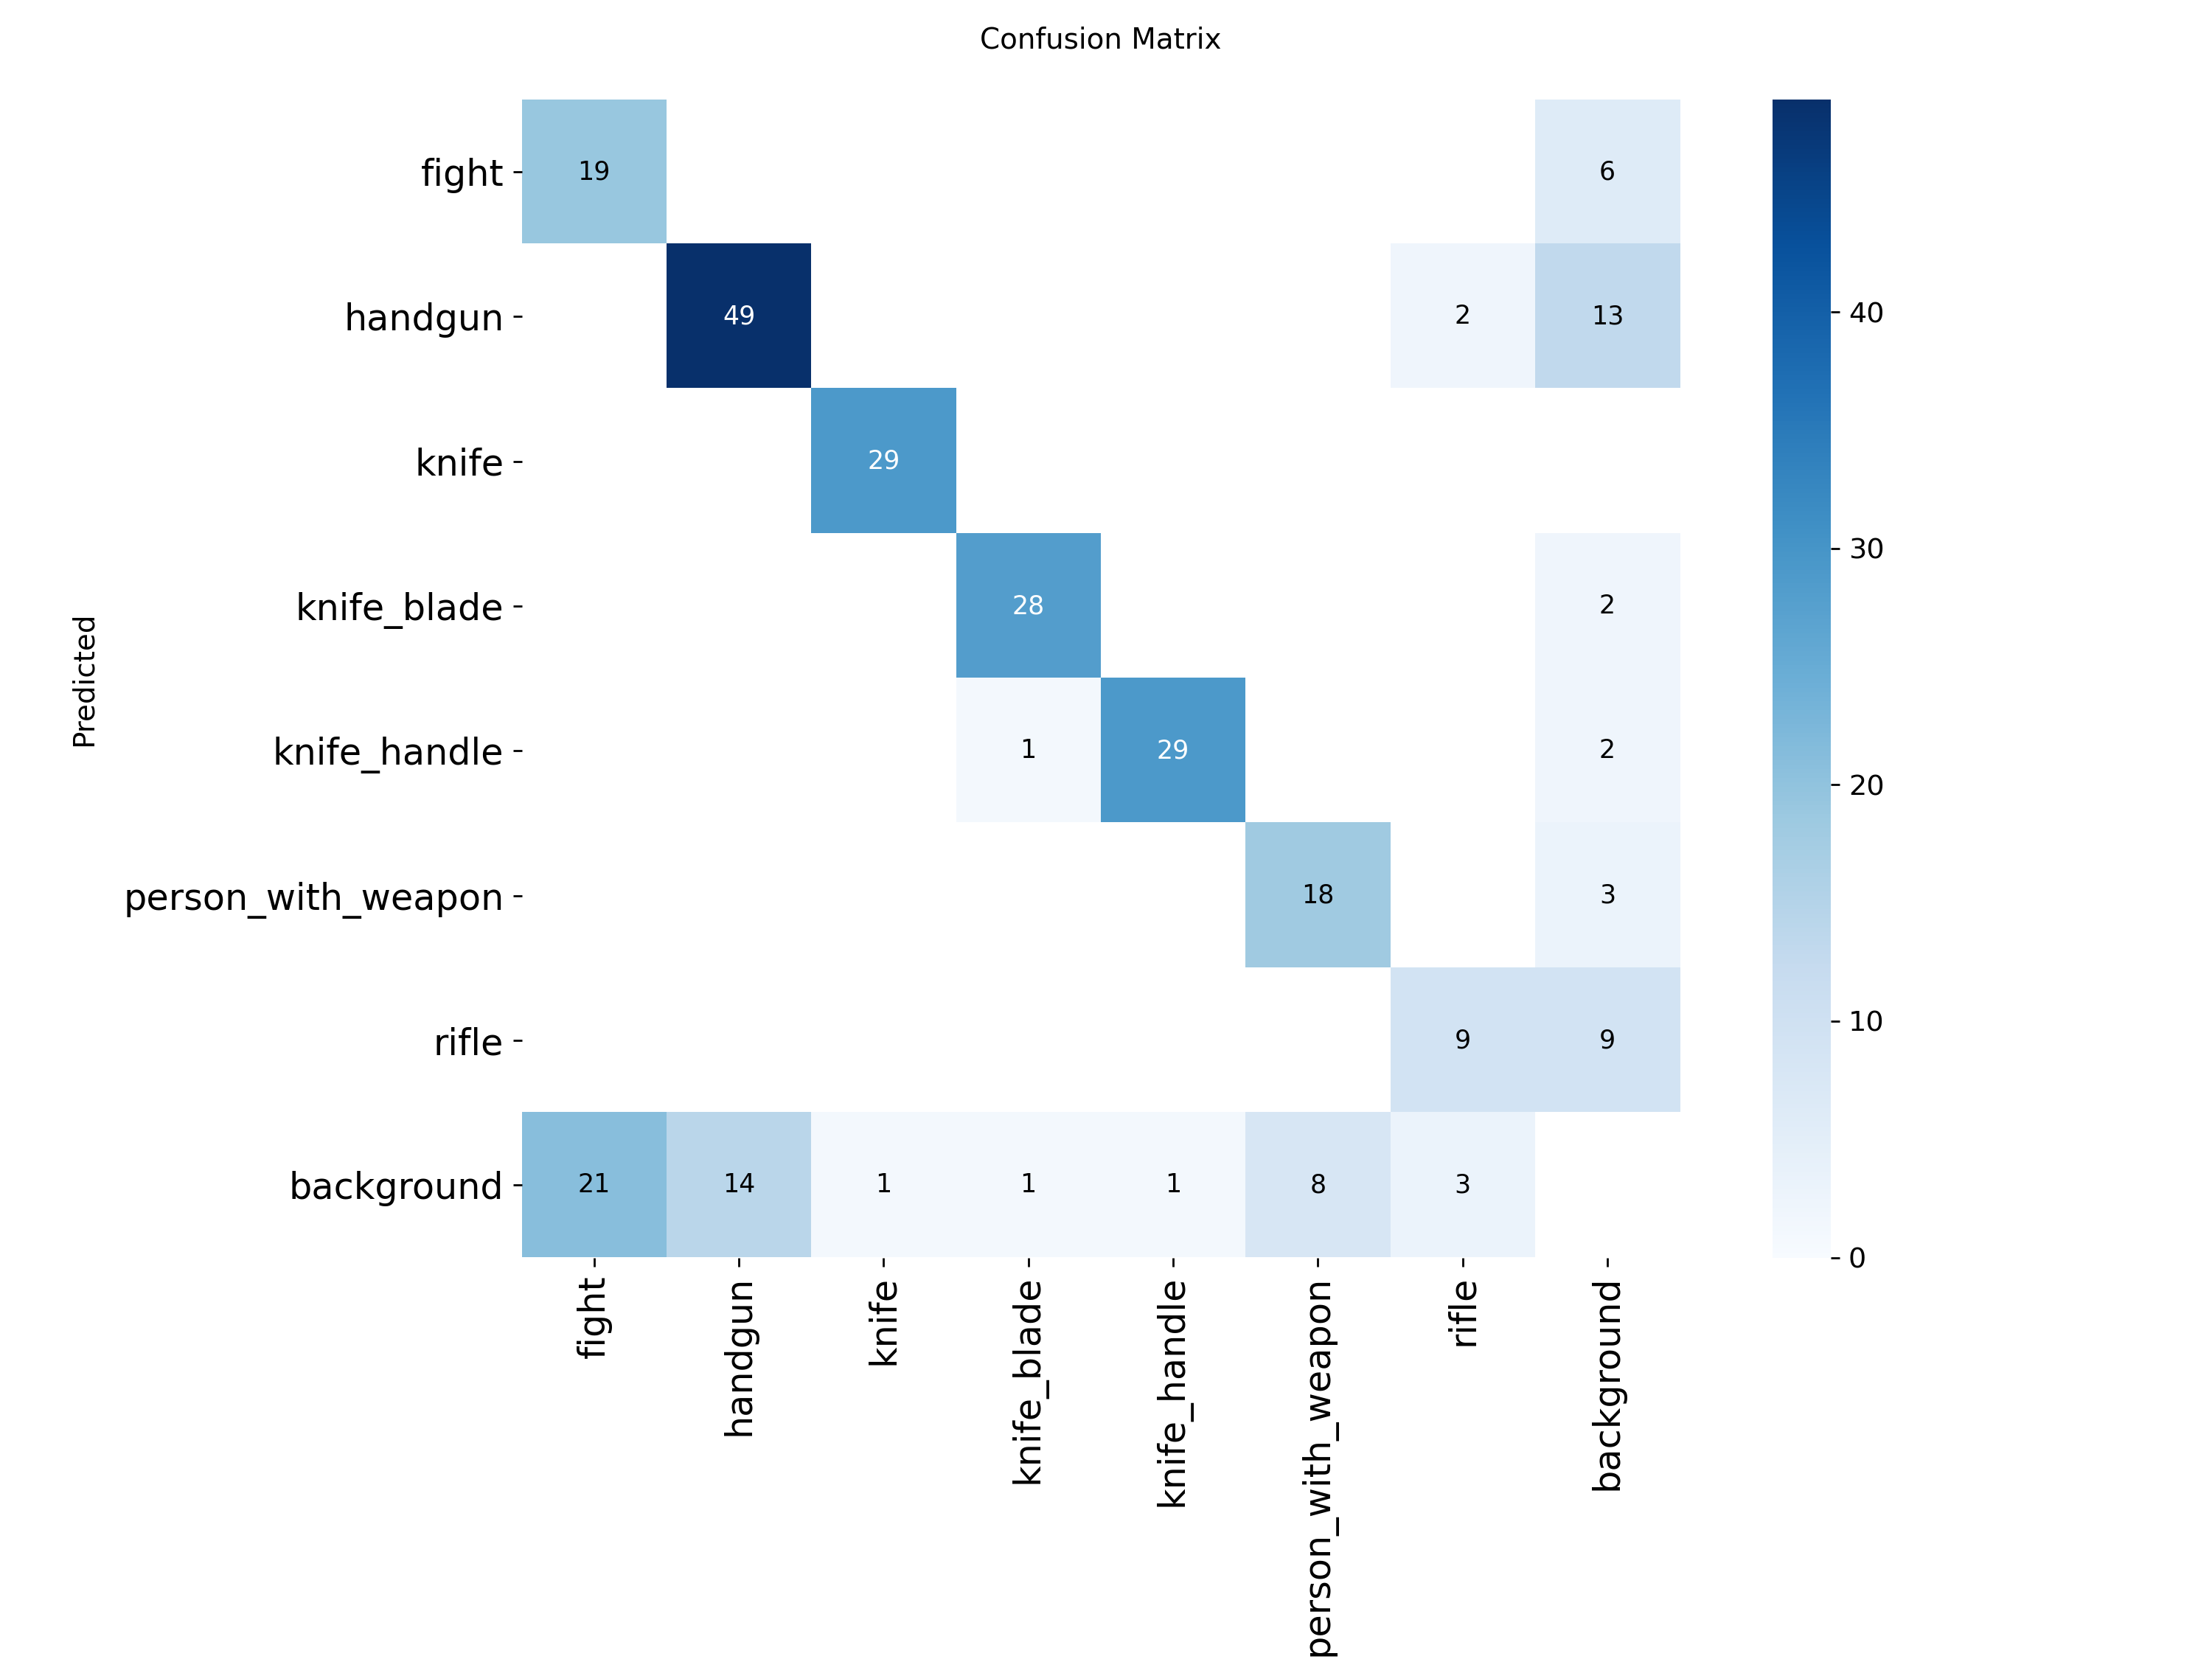 Confusion Matrix
fight 19 6
handgun 49 2 13 40
knife 29
30
knife_blade 28 2
Predicted
knife_handle 1 29 2
20
person_with_weapon 18 3
rifle 9 9 10
background 21 14 1 1 1 8 3
0
fight handgun knife knife_blade knife_handle person_with_weapon rifle background